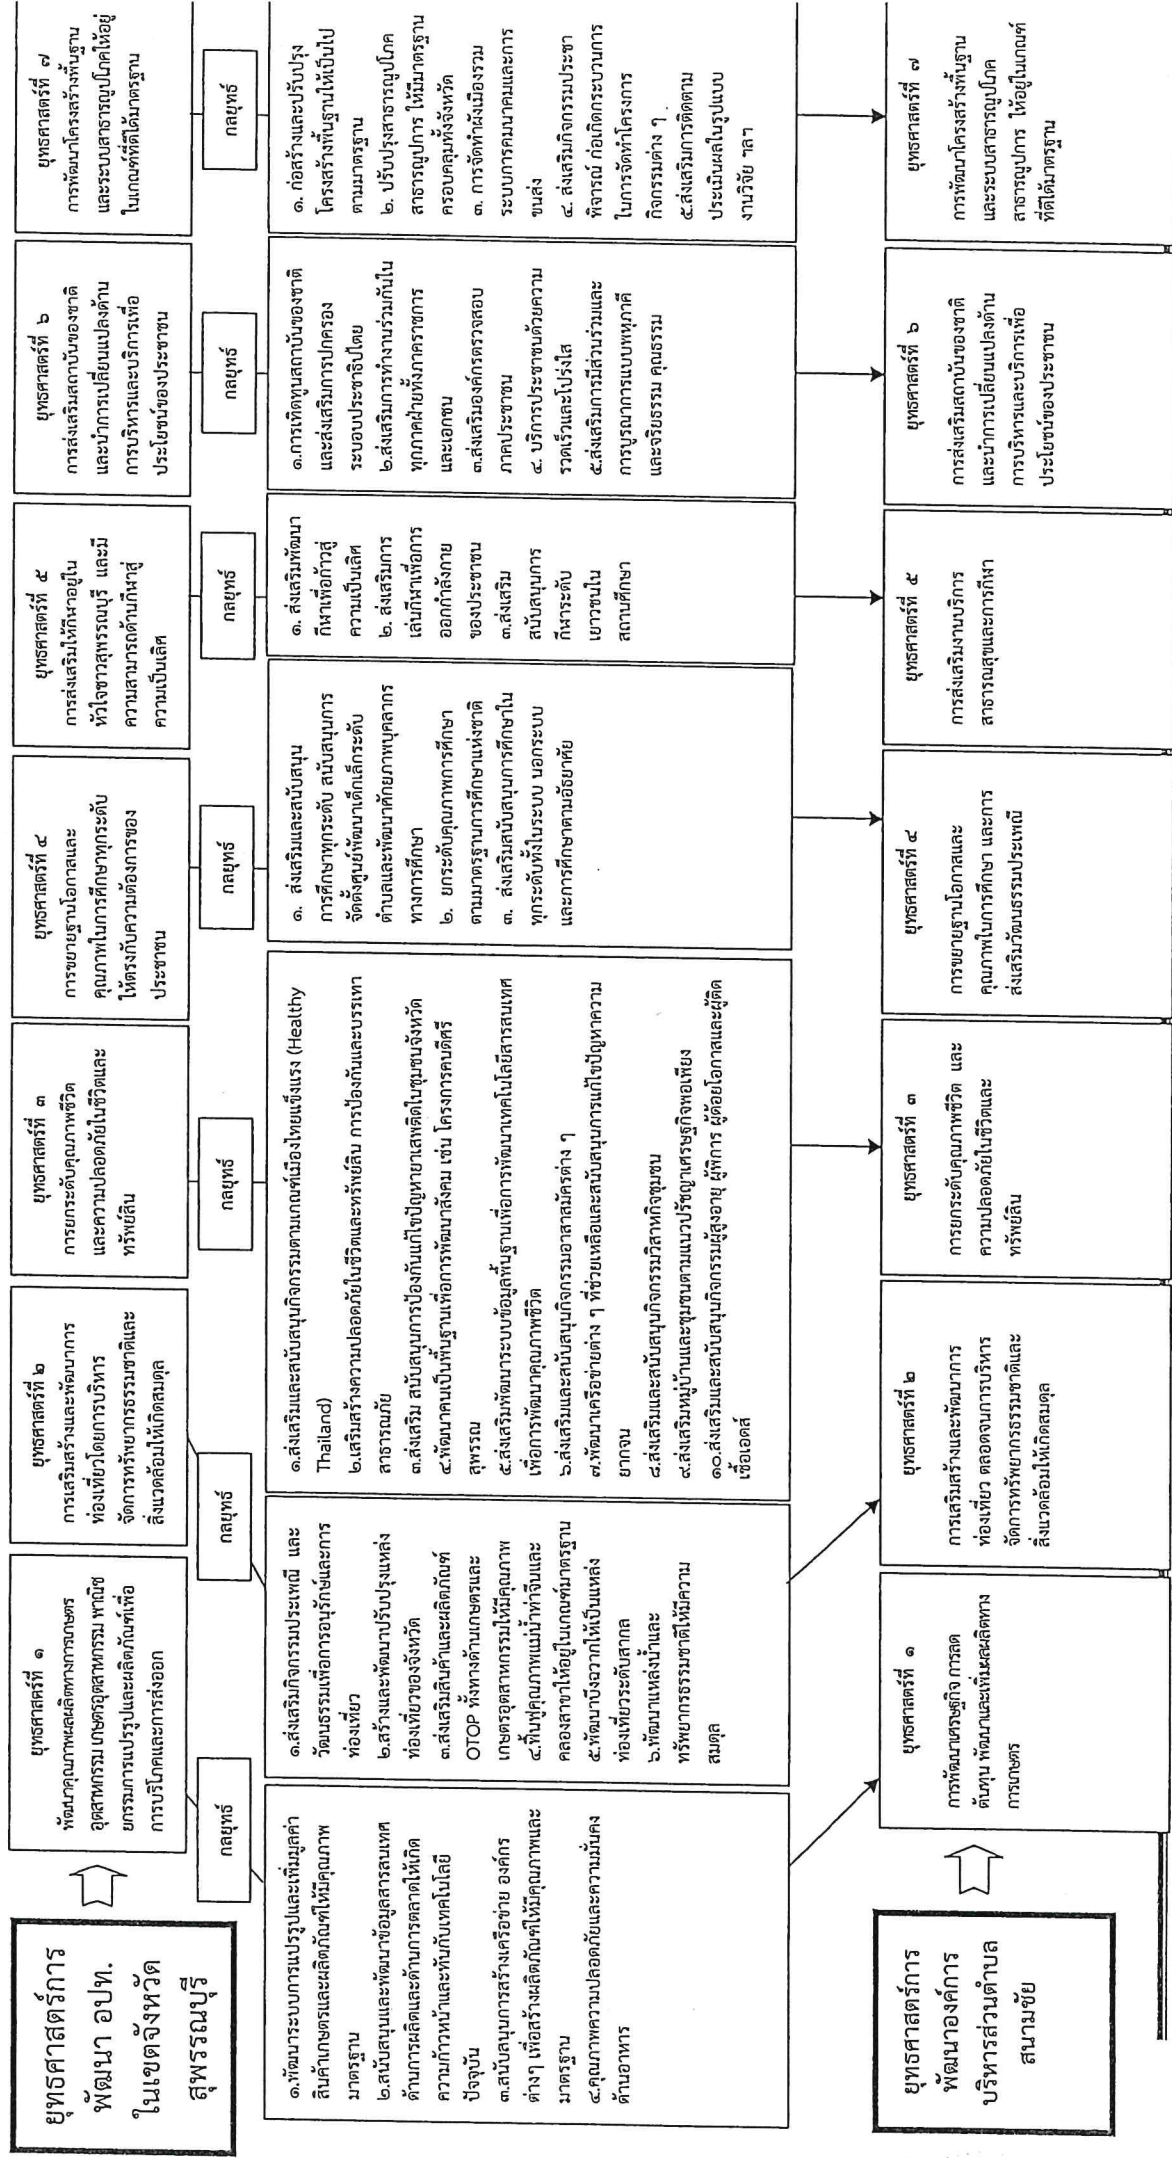 ยุทธศาสตร์การ
พัฒนา อปท.
ในเขตจังหวัด
สุพรรณบุรี
ยุทธศาสตร์ที่ ๑
พัฒนาคุณภาพผลผลิตทางการเกษตร
อุตสาหกรรม เกษตรอุตสาหกรรม พาณิช
ยกรรมการแปรรูปและผลิตภัณฑ์เพื่อ
การบริโภคและการส่งออก
ยุทธศาสตร์ที่ ๒
การเสริมสร้างและพัฒนาการ
ท่องเที่ยวโดยการบริหาร
จัดการทรัพยากรธรรมชาติและ
สิ่งแวดล้อมให้เกิดสมดุล
ยุทธศาสตร์ที่ ๓
การยกระดับคุณภาพชีวิต
และความปลอดภัยในชีวิตและ
ทรัพย์สิน
ยุทธศาสตร์ที่ ๔
การขยายฐานโอกาสและ
คุณภาพในการศึกษาทุกระดับ
ให้ตรงกับความต้องการของ
ประชาชน
ยุทธศาสตร์ที่ ๕
การส่งเสริมให้กีฬาอยู่ใน
หัวใจชาวสุพรรณบุรี และมี
ความสามารถด้านกีฬาสู่
ความเป็นเลิศ
ยุทธศาสตร์ที่ ๖
การส่งเสริมสถาบันของชาติ
และนำการเปลี่ยนแปลงด้าน
การบริหารและบริการเพื่อ
ประโยชน์ของประชาชน
ยุทธศาสตร์ที่ ๗
การพัฒนาโครงสร้างพื้นฐาน
และระบบสาธารณูปโภคให้อยู่
ในเกณฑ์ที่ดีได้มาตรฐาน
กลยุทธ์
กลยุทธ์
กลยุทธ์
กลยุทธ์
กลยุทธ์
กลยุทธ์
กลยุทธ์
๑.พัฒนาระบบการแปรรูปและเพิ่มมูลค่า
สินค้าเกษตรและผลิตภัณฑ์ให้มีคุณภาพ
มาตรฐาน
๒.สนับสนุนและพัฒนาข้อมูลสารสนเทศ
ด้านการผลิตและด้านการตลาดให้เกิด
ความก้าวหน้าและทันกับเทคโนโลยี
ปัจจุบัน
๓.สนับสนุนการสร้างเครือข่าย องค์กร
ต่างๆ เพื่อสร้างผลิตภัณฑ์ให้มีคุณภาพและ
มาตรฐาน
๔.คุณภาพความปลอดภัยและความมั่นคง
ด้านอาหาร
๑.ส่งเสริมกิจกรรมประพณี และ
วัฒนธรรมเพื่อการอนุรักษ์และการ
ท่องเที่ยว
๒.สร้างและพัฒนาปรับปรุงแหล่ง
ท่องเที่ยวของจังหวัด
๓.ส่งเสริมสินค้าและผลิตภัณฑ์
OTOP ทั้งทางด้านเกษตรและ
เกษตรอุตสาหกรรมให้มีคุณภาพ
๔.ฟื้นฟูคุณภาพแม่น้ำท่าจีนและ
คลองสาขาให้อยู่ในเกณฑ์มาตรฐาน
๕.พัฒนาบึงฉวากให้เป็นแหล่ง
ท่องเที่ยวระดับสากล
๖.พัฒนาแหล่งน้ำและ
ทรัพยากรธรรมชาติให้มีความ
สมดุล
๑.ส่งเสริมและสนับสนุนกิจกรรมตามเกณฑ์เมืองไทยแข็งแรง (Healthy
Thailand)
๒.เสริมสร้างความปลอดภัยในชีวิตและทรัพย์สิน การป้องกันและบรรเทา
สาธารณภัย
๓.ส่งเสริม สนับสนุนการป้องกันแก้ไขปัญหายาเสพติดในชุมชนจังหวัด
๔.พัฒนาคนเป็นพื้นฐานเพื่อการพัฒนาสังคม เช่น โครงการคนดีศรี
สุพรรณ
๕.ส่งเสริมพัฒนาระบบข้อมูลพื้นฐานเพื่อการพัฒนาเทคโนโลยีสารสนเทศ
เพื่อการพัฒนาคุณภาพชีวิต
๖.ส่งเสริมและสนับสนุนกิจกรรมอาสาสมัครต่าง ๆ
๗.พัฒนาเครือข่ายต่าง ๆ ที่ช่วยเหลือและสนับสนุนการแก้ไขปัญหาความ
ยากจน
๘.ส่งเสริมและสนับสนุนกิจกรรมวิสาหกิจชุมชน
๙.ส่งเสริมหมู่บ้านและชุมชนตามแนวปรัชญาเศรษฐกิจพอเพียง
๑๐.ส่งเสริมและสนับสนุนกิจกรรมผู้สูงอายุ ผู้พิการ ผู้ด้อยโอกาสและผู้ติด
เชื้อเอดส์
๑. ส่งเสริมและสนับสนุน
การศึกษาทุกระดับ สนับสนุนการ
จัดตั้งศูนย์พัฒนาเด็กเล็กระดับ
ตำบลและพัฒนาศักยภาพบุคลากร
ทางการศึกษา
๒. ยกระดับคุณภาพการศึกษา
ตามมาตรฐานการศึกษาแห่งชาติ
๓. ส่งเสริมสนับสนุนการศึกษาใน
ทุกระดับทั้งในระบบ นอกระบบ
และการศึกษาตามอัธยาศัย
๑. ส่งเสริมพัฒนา
กีฬาเพื่อก้าวสู่
ความเป็นเลิศ
๒. ส่งเสริมการ
เล่นกีฬาเพื่อการ
ออกกำลังกาย
ของประชาชน
๓.ส่งเสริม
สนับสนุนการ
กีฬาระดับ
เยาวชนใน
สถานศึกษา
๑.การเทิดทูนสถาบันของชาติ
และส่งเสริมการปกครอง
ระบอบประชาธิปไตย
๒.ส่งเสริมการทำงานร่วมกันใน
ทุกภาคฝ่ายทั้งภาคราชการ
และเอกชน
๓.ส่งเสริมองค์กรตรวจสอบ
ภาคประชาชน
๔. บริการประชาชนด้วยความ
รวดเร็วและโปร่งใส
๕.ส่งเสริมการมีส่วนร่วมและ
การบูรณาการแบบพหุภาคี
และจริยธรรม คุณธรรม
๑. ก่อสร้างและปรับปรุง
โครงสร้างพื้นฐานให้เป็นไป
ตามมาตรฐาน
๒. ปรับปรุงสาธารณูปโภค
สาธารณูปการ ให้มีมาตรฐาน
ครอบคลุมทั้งจังหวัด
๓. การจัดทำผังเมืองรวม
ระบบการคมนาคมและการ
ขนส่ง
๔. ส่งเสริมกิจกรรมประชา
พิจารณ์ ก่อเกิดกระบวนการ
ในการจัดทำโครงการ
กิจกรรมต่าง ๆ
๕.ส่งเสริมการติดตาม
ประเมินผลในรูปแบบ
งานวิจัย ฯลฯ
ยุทธศาสตร์การ
พัฒนาองค์การ
บริหารส่วนตำบล
สนามชัย
ยุทธศาสตร์ที่ ๑
การพัฒนาเศรษฐกิจ การลด
ต้นทุน พัฒนาและเพิ่มผลผลิตทาง
การเกษตร
ยุทธศาสตร์ที่ ๒
การเสริมสร้างและพัฒนาการ
ท่องเที่ยว ตลอดจนการบริหาร
จัดการทรัพยากรธรรมชาติและ
สิ่งแวดล้อมให้เกิดสมดุล
ยุทธศาสตร์ที่ ๓
การยกระดับคุณภาพชีวิต และ
ความปลอดภัยในชีวิตและ
ทรัพย์สิน
ยุทธศาสตร์ที่ ๔
การขยายฐานโอกาสและ
คุณภาพในการศึกษา และการ
ส่งเสริมวัฒนธรรมประเพณี
ยุทธศาสตร์ที่ ๕
การส่งเสริมงานบริการ
สาธารณสุขและการกีฬา
ยุทธศาสตร์ที่ ๖
การส่งเสริมสถาบันของชาติ
และนำการเปลี่ยนแปลงด้าน
การบริหารและบริการเพื่อ
ประโยชน์ของประชาชน
ยุทธศาสตร์ที่ ๗
การพัฒนาโครงสร้างพื้นฐาน
และระบบสาธารณูปโภค
สาธารณูปการ ให้อยู่ในเกณฑ์
ที่ดีได้มาตรฐาน